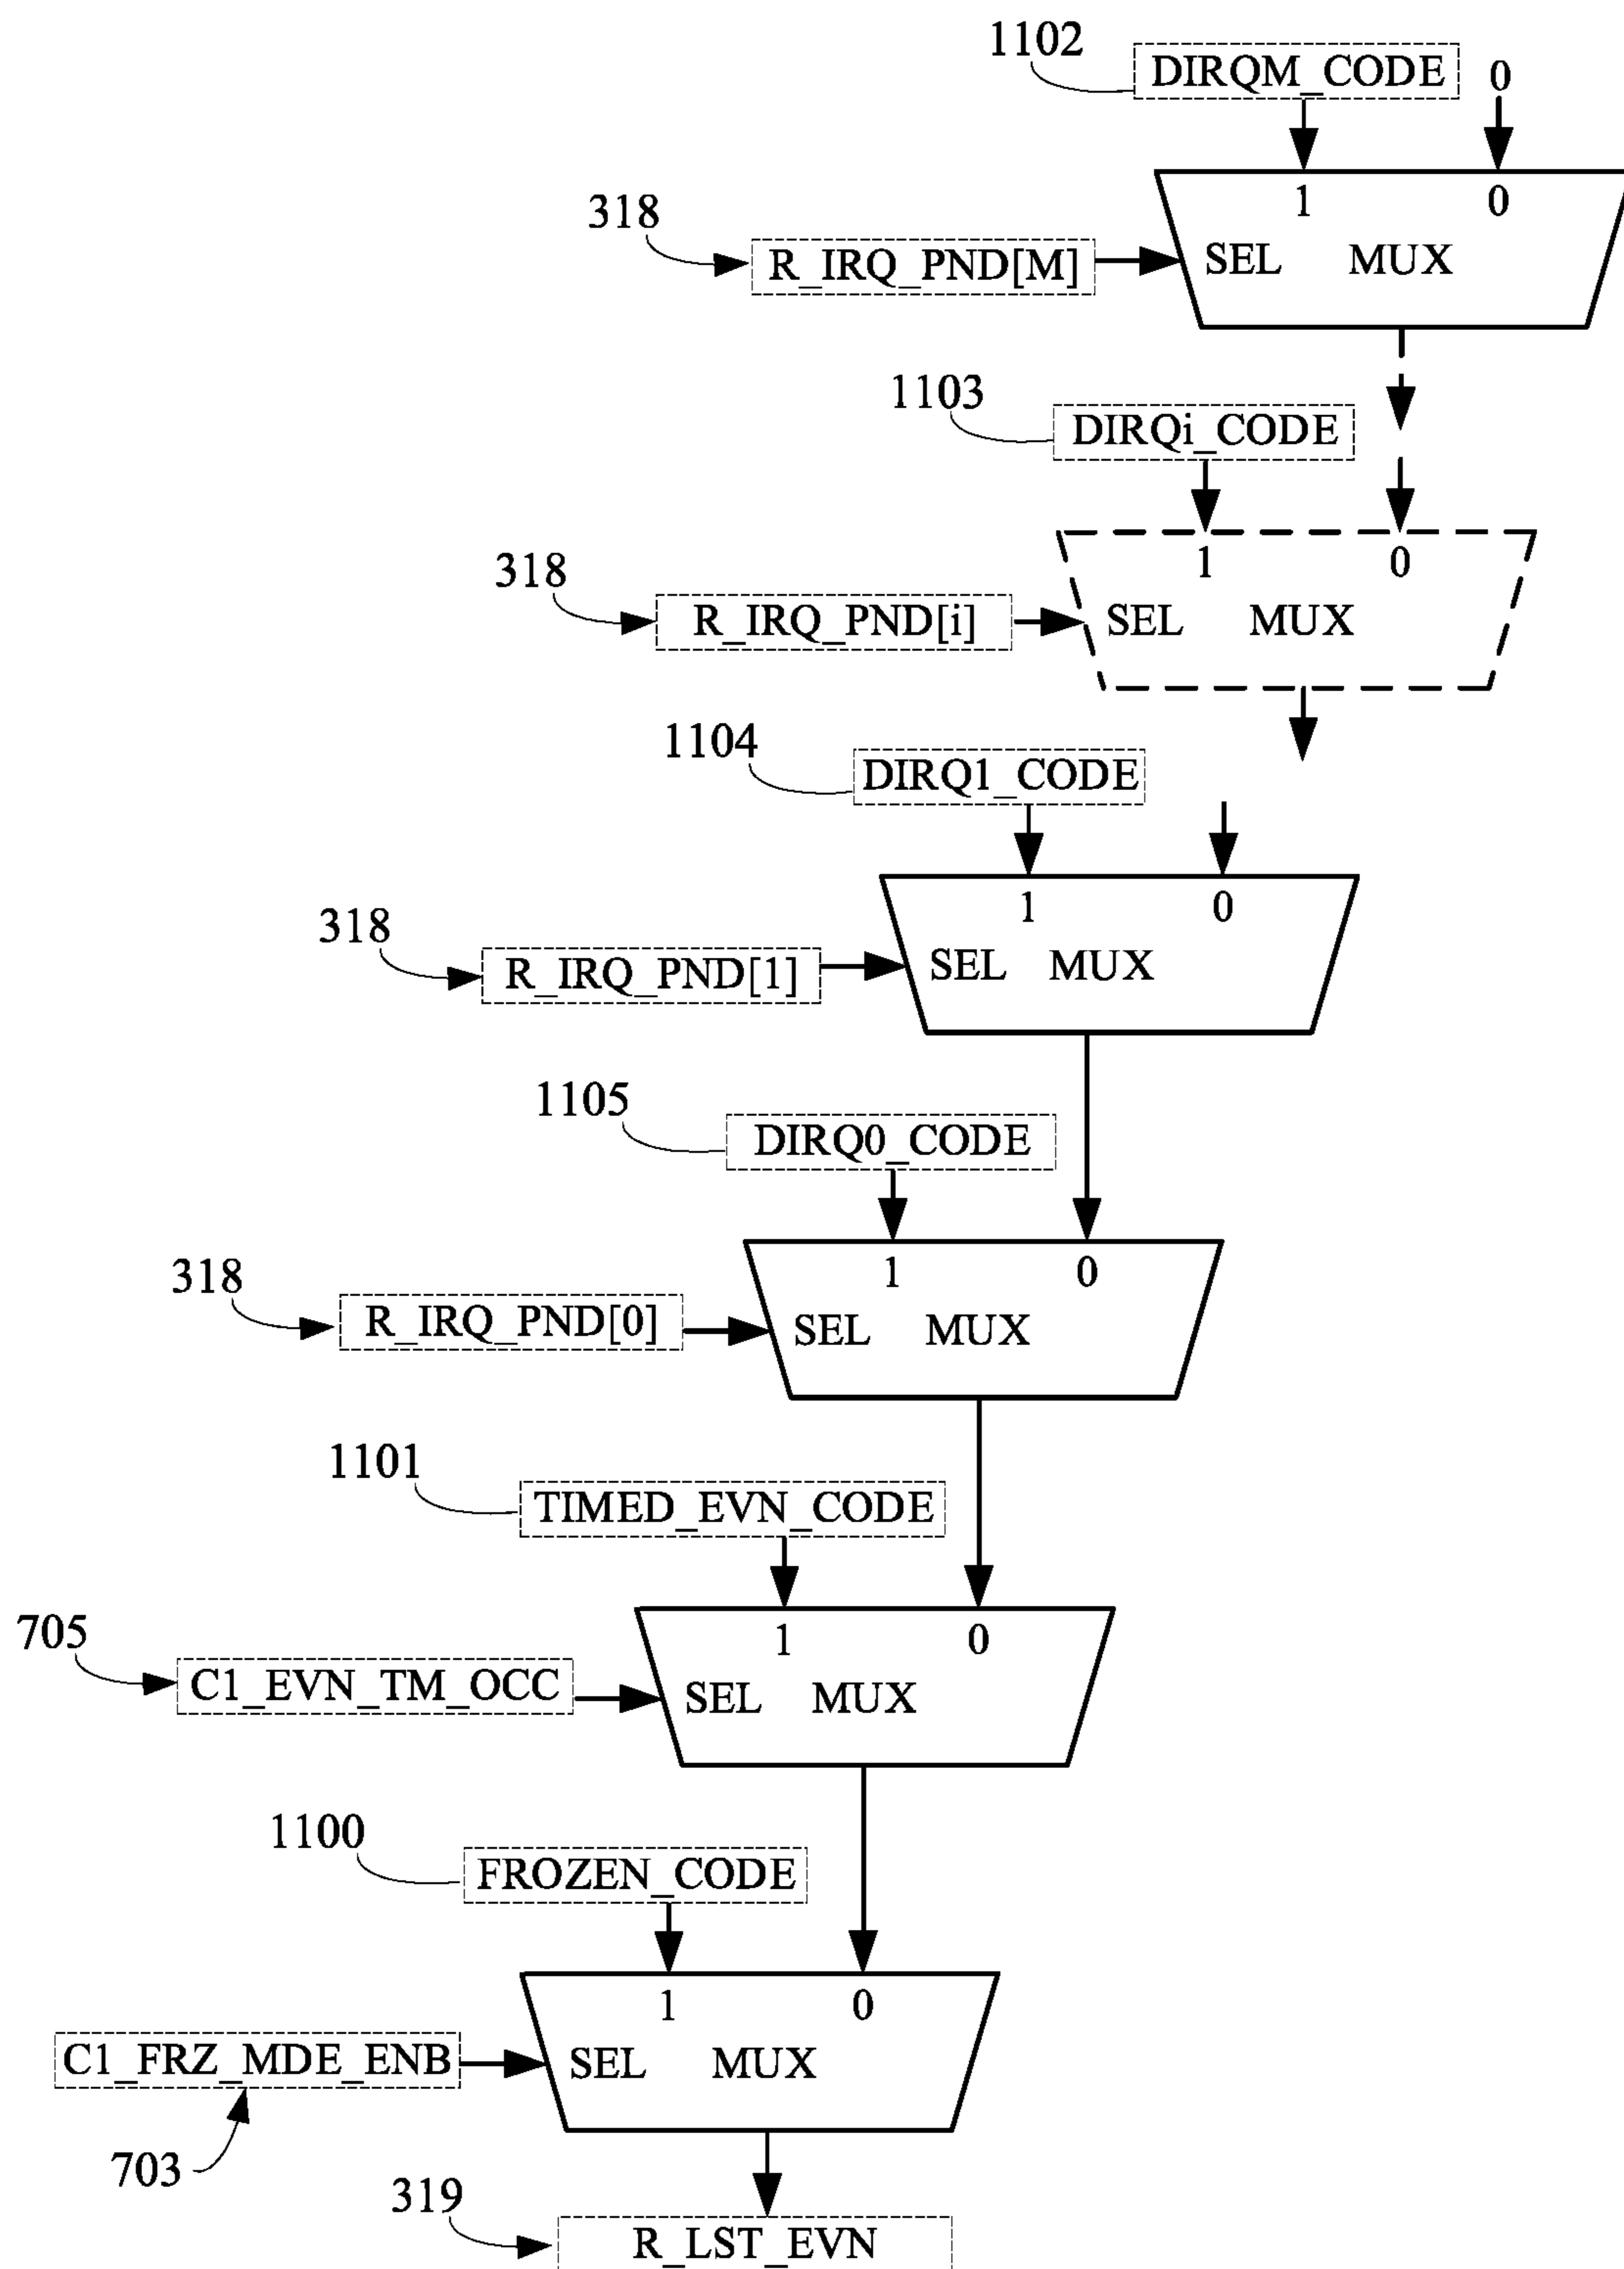 1102 DIRQM_CODE 0
1 0
318 R_IRQ_PND[M] SEL MUX
1103 DIRQi_CODE
1 0
318 R_IRQ_PND[i] SEL MUX
1104 DIRQ1_CODE
1 0
318 R_IRQ_PND[1] SEL MUX
1105 DIRQ0_CODE
1 0
318 R_IRQ_PND[0] SEL MUX
1101 TIMED_EVN_CODE
1 0
705 C1_EVN_TM_OCC SEL MUX
1100 FROZEN_CODE
1 0
C1_FRZ_MDE_ENB SEL MUX
703
319 R_LST_EVN